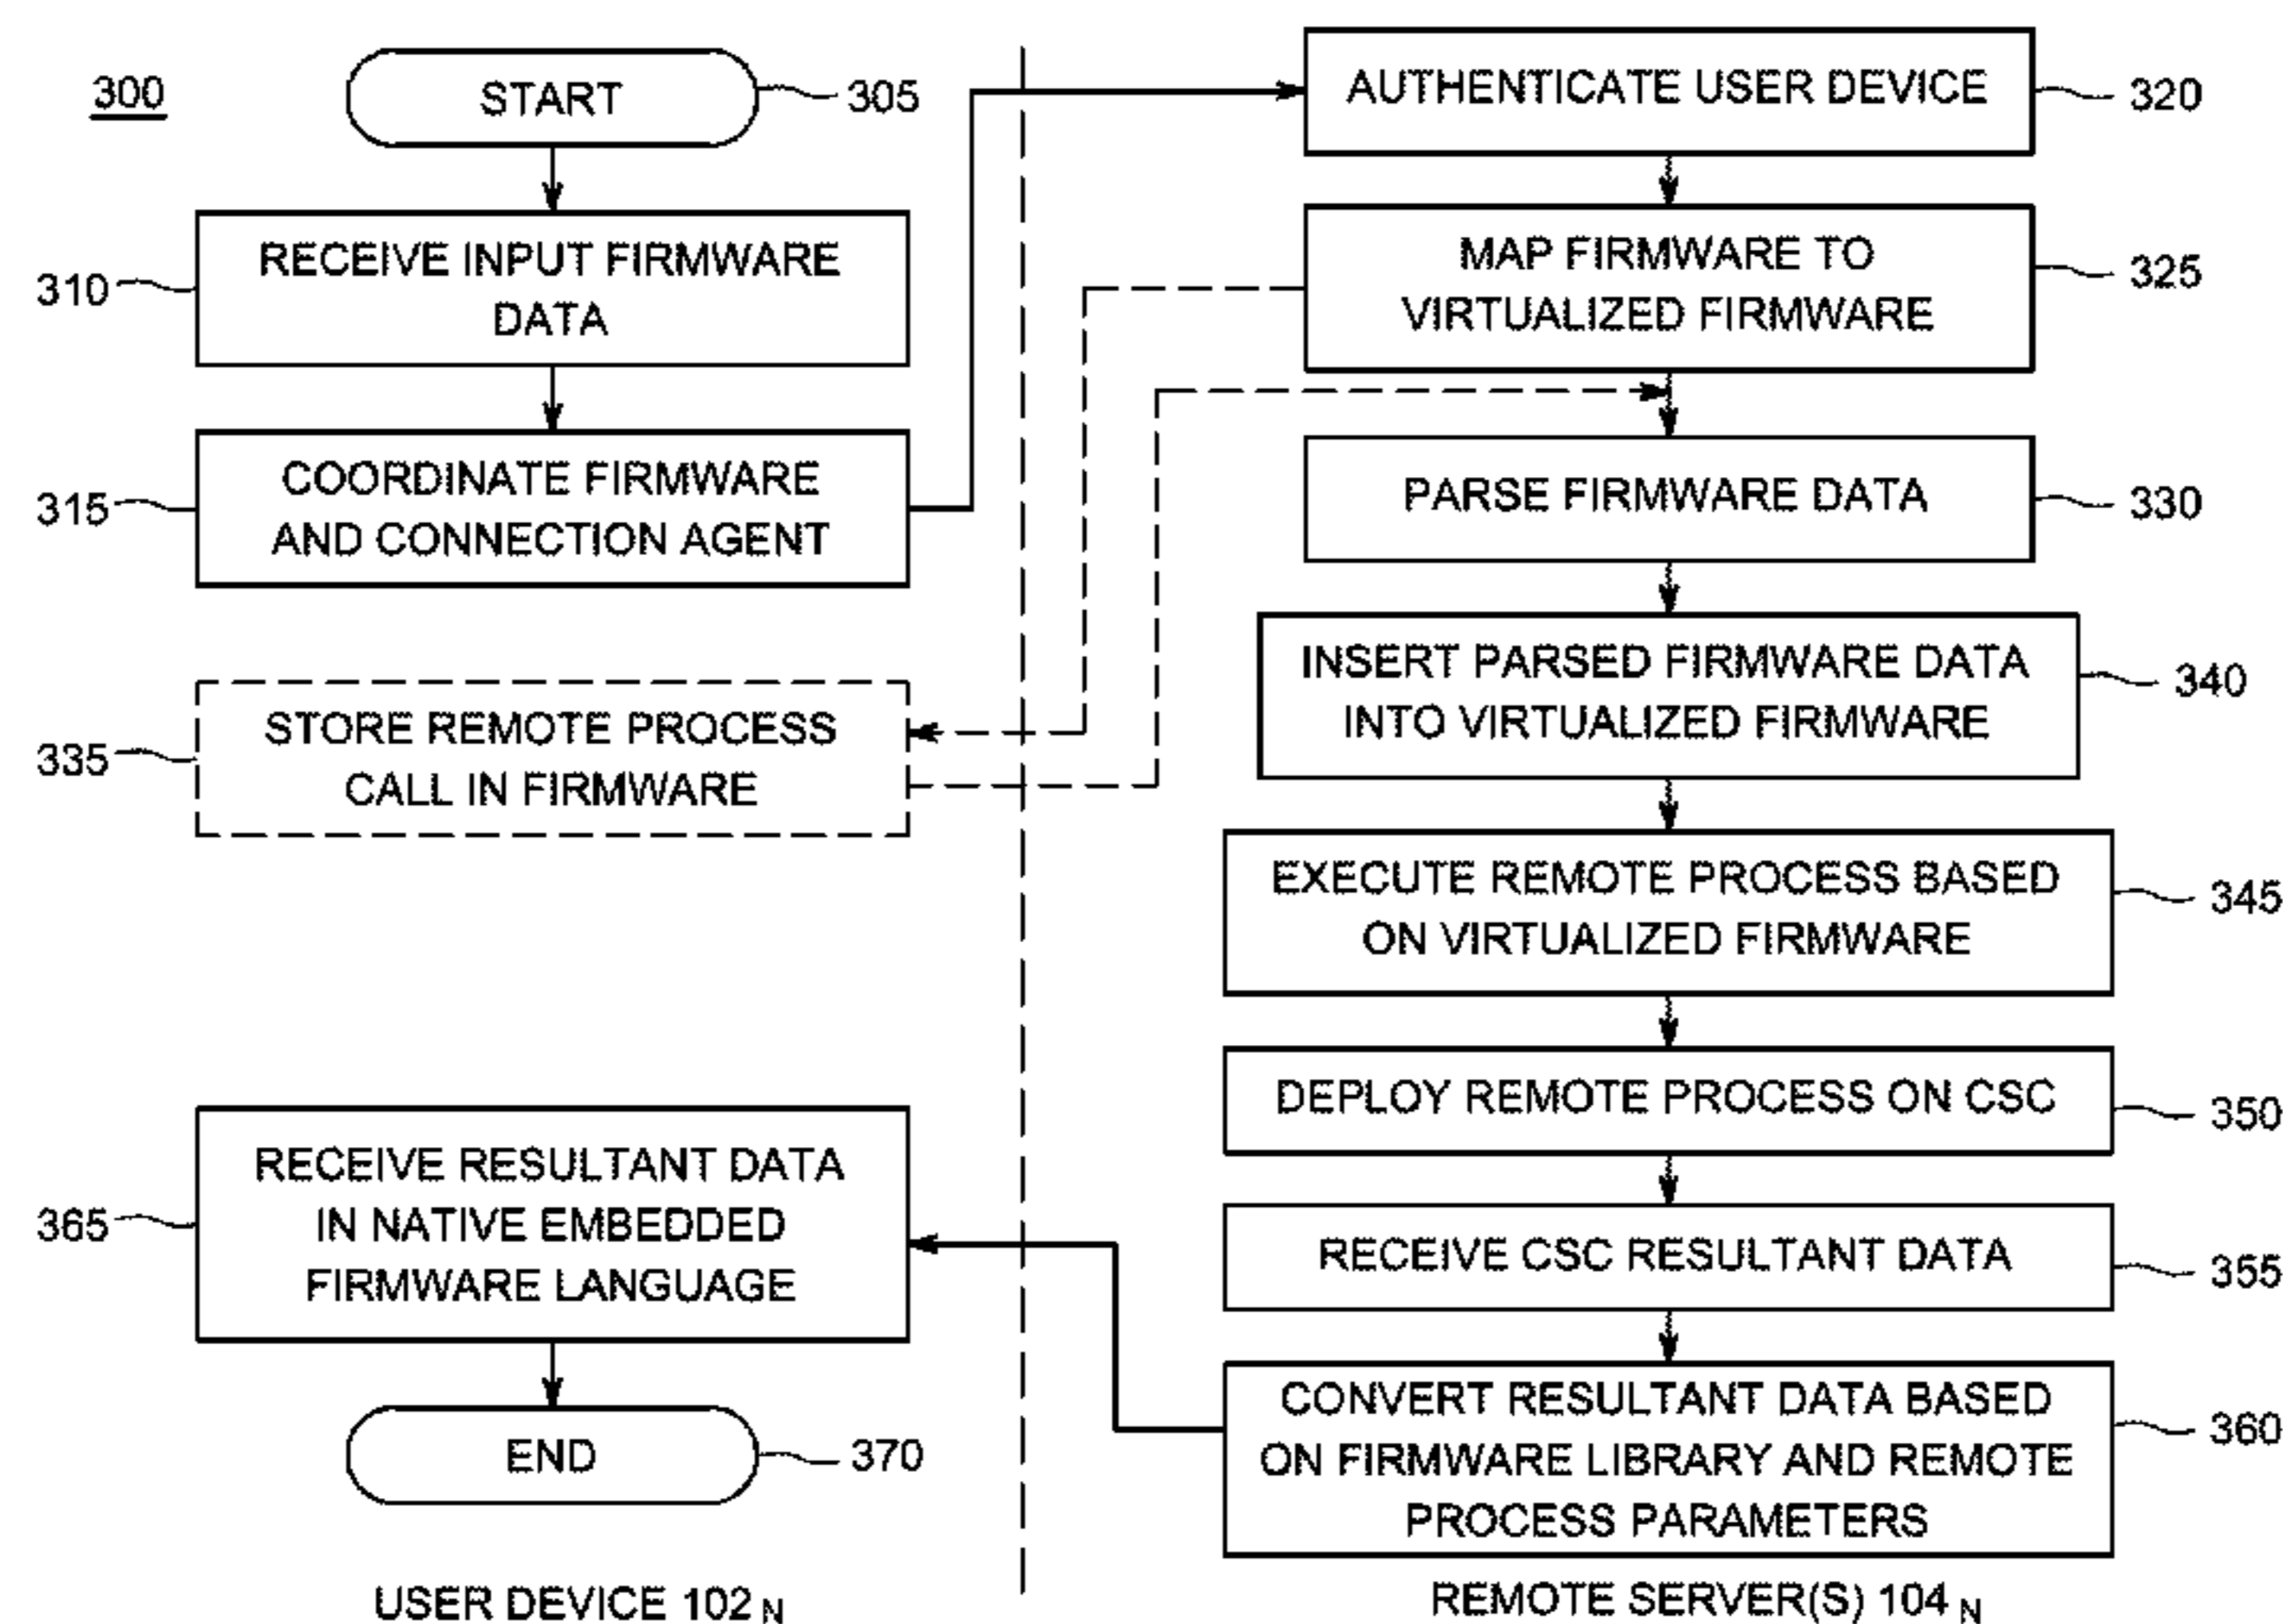 300
START
305
310
RECEIVE INPUT FIRMWARE
DATA
315
COORDINATE FIRMWARE
AND CONNECTION AGENT
AUTHENTICATE USER DEVICE
320
MAP FIRMWARE TO
VIRTUALIZED FIRMWARE
325
PARSE FIRMWARE DATA
330
335
STORE REMOTE PROCESS
CALL IN FIRMWARE
INSERT PARSED FIRMWARE DATA
INTO VIRTUALIZED FIRMWARE
340
EXECUTE REMOTE PROCESS BASED
ON VIRTUALIZED FIRMWARE
345
DEPLOY REMOTE PROCESS ON CSC
350
RECEIVE CSC RESULTANT DATA
355
CONVERT RESULTANT DATA BASED
ON FIRMWARE LIBRARY AND REMOTE
PROCESS PARAMETERS
360
365
RECEIVE RESULTANT DATA
IN NATIVE EMBEDDED
FIRMWARE LANGUAGE
END
370
USER DEVICE 102 N
REMOTE SERVER(S) 104 N